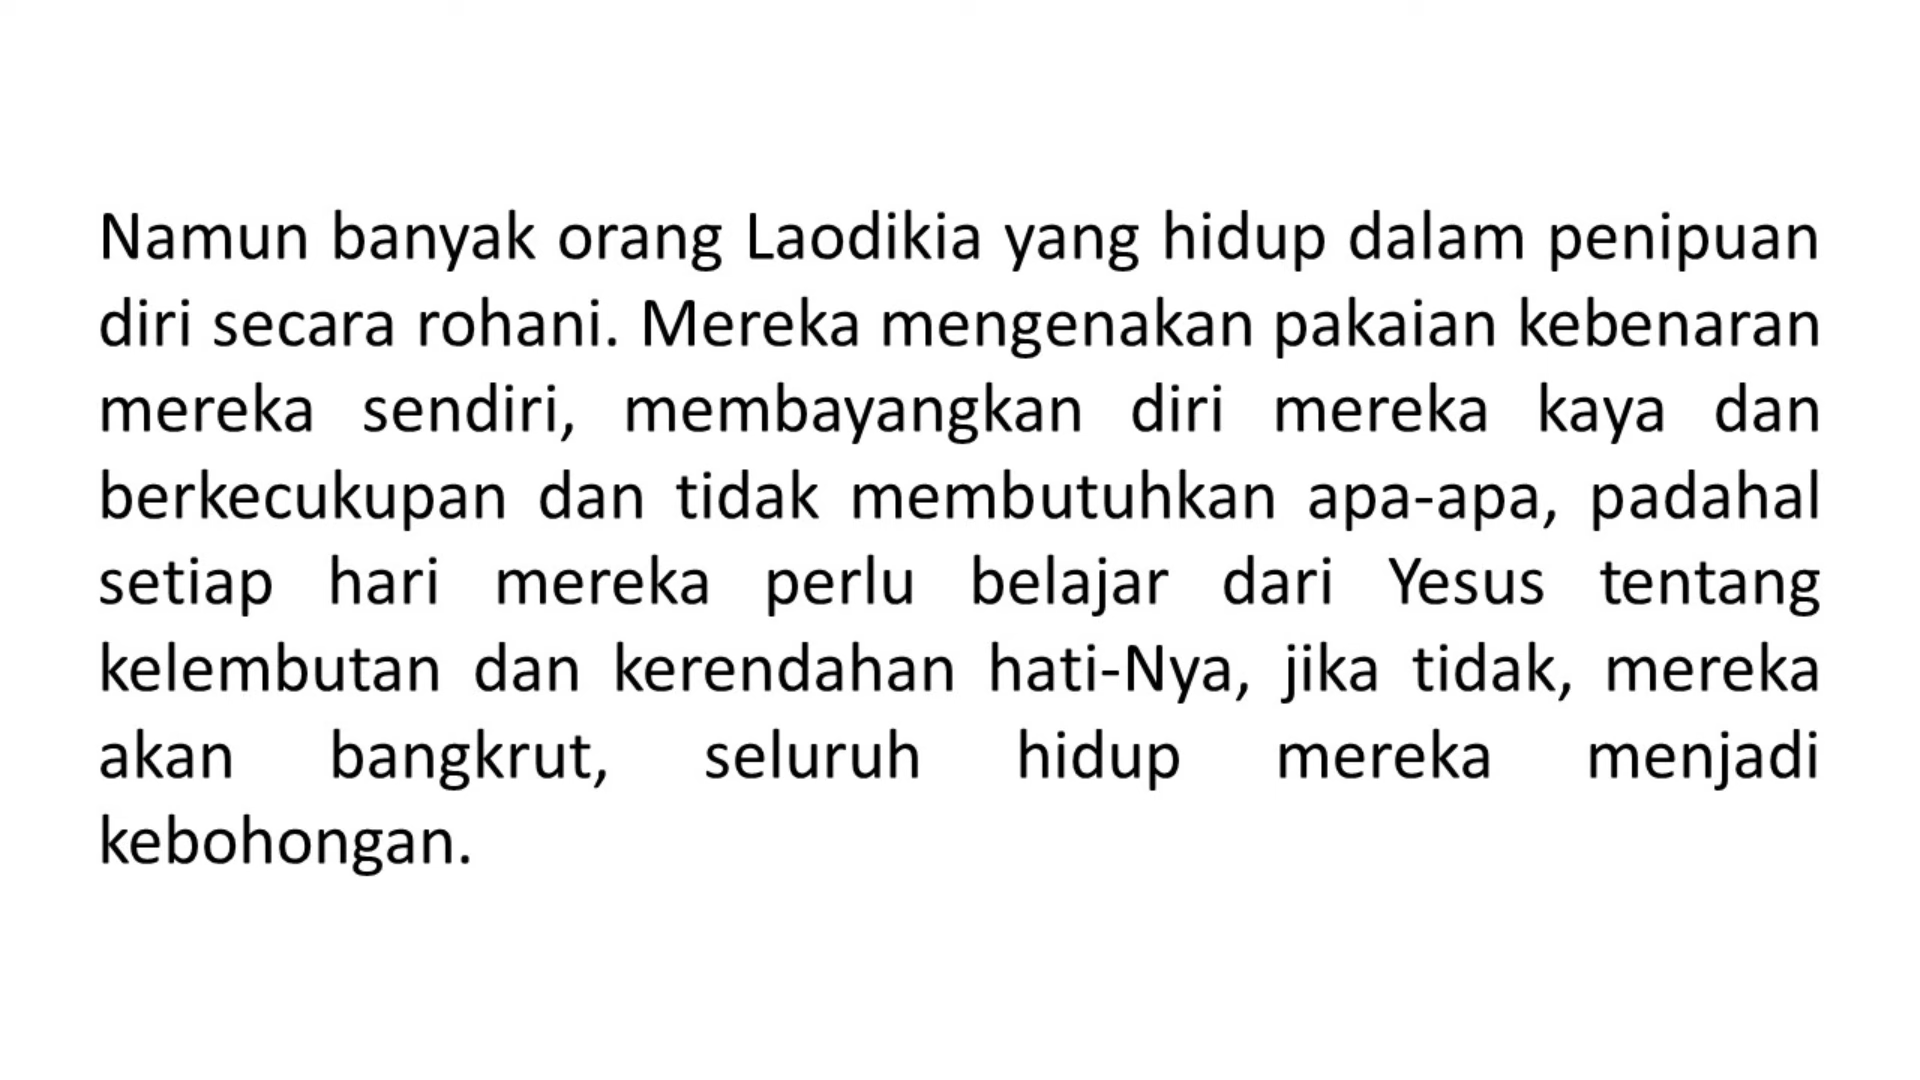 Namun banyak orang Laodikia yang hidup dalam penipuan
diri secara rohani. Mereka mengenakan pakaian kebenaran
mereka sendiri, membayangkan diri mereka kaya dan
berkecukupan dan tidak membutuhkan apa-apa, padahal
setiap hari mereka perlu belajar dari Yesus tentang
kelembutan dan kerendahan hati-Nya, jika tidak, mereka
akan bangkrut, seluruh hidup mereka menjadi
kebohongan.